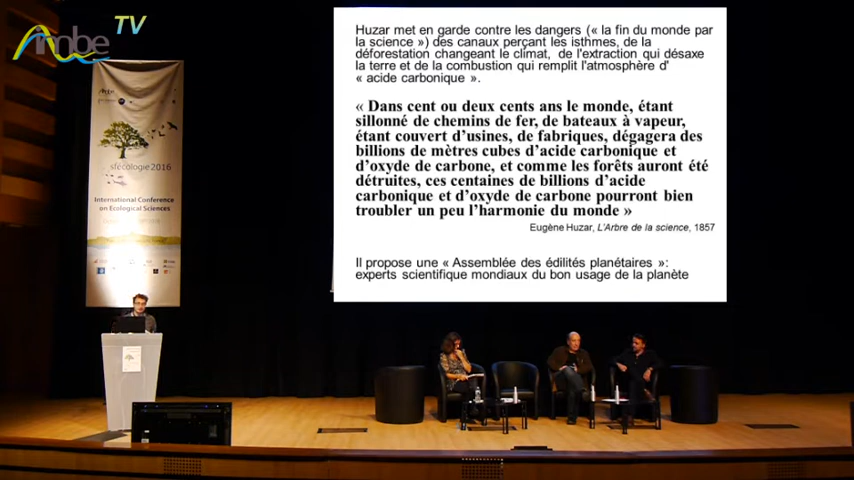 imbe TV
sfécologie2016
International Conference
on Ecological Sciences
Huzar met en garde contre les dangers (« la fin du monde par
la science ») des canaux perçant les isthmes, de la
déforestation changeant le climat, de l'extraction qui désaxe
la terre et de la combustion qui remplit l'atmosphère d'
« acide carbonique ».
« Dans cent ou deux cents ans le monde, étant
sillonné de chemins de fer, de bateaux à vapeur,
étant couvert d'usines, de fabriques, dégagera des
billions de mètres cubes d'acide carbonique et
d'oxyde de carbone, et comme les forêts auront été
détruites, ces centaines de billions d'acide
carbonique et d'oxyde de carbone pourront bien
troubler un peu l'harmonie du monde »
Eugène Huzar, L'Arbre de la science, 1857
Il propose une « Assemblée des édilités planétaires »:
experts scientifique mondiaux du bon usage de la planète